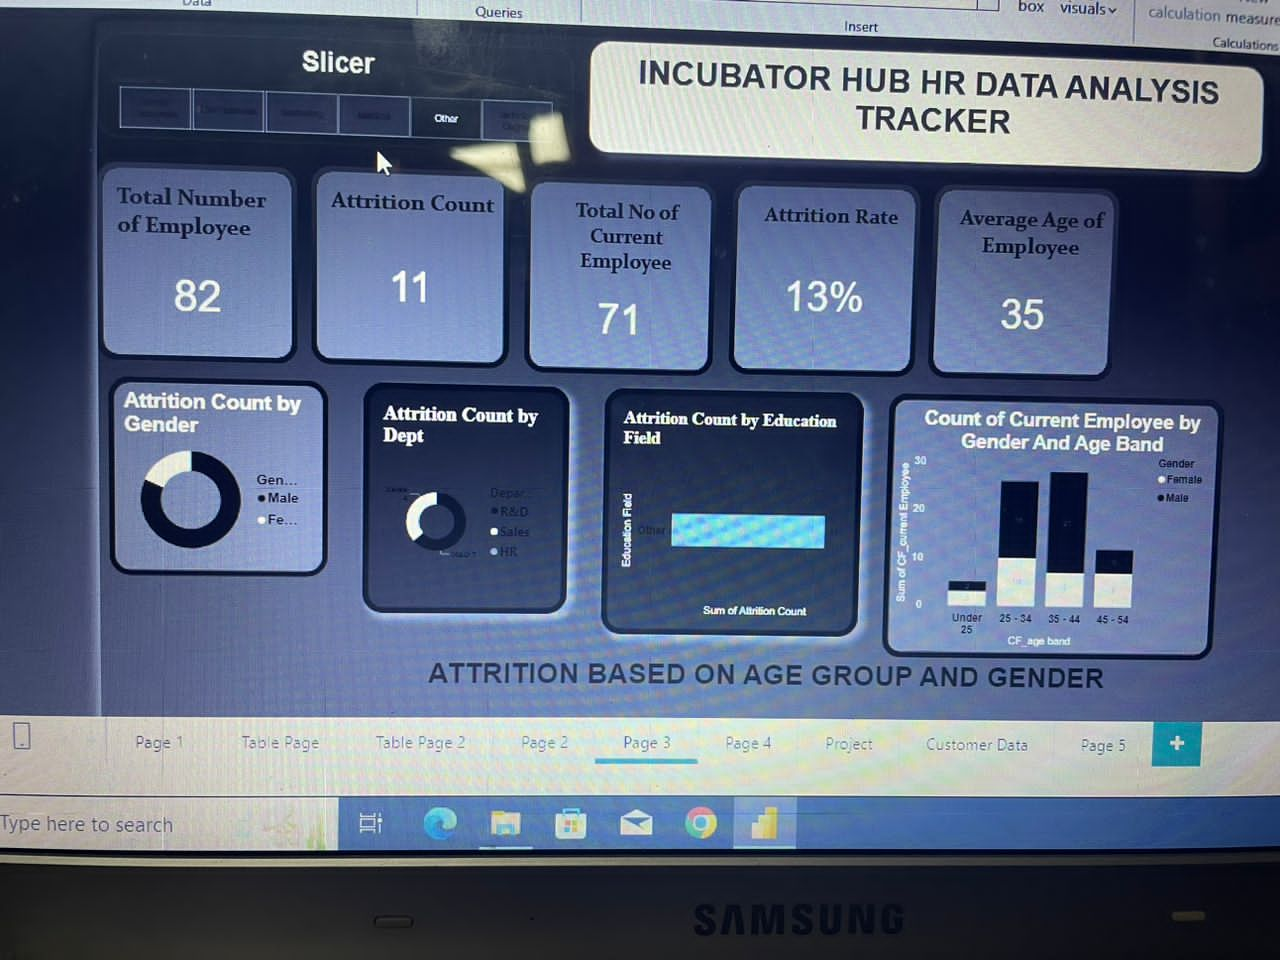 Data
Queries
Insert
box
visuals
calculation
measure
Calculations
Slicer
Other
INCUBATOR HUB HR DATA ANALYSIS
TRACKER
Total Number
of Employee
82
Attrition Count
11
Total No of
Current
Employee
71
Attrition Rate
13%
Average Age of
Employee
35
Attrition Count by
Gender
Gen...
Male
Fe...
Attrition Count by
Dept
Depar...
R&D
Sales
HR
Attrition Count by Education
Field
Education Field
Other
Sum of Attrition Count
Count of Current Employee by
Gender And Age Band
Sum of CF_current Employee
30
20
10
0
Under
25
25 - 34
35 - 44
45 - 54
CF_age band
Gender
Female
Male
ATTRITION BASED ON AGE GROUP AND GENDER
Page 1
Table Page
Table Page 2
Page 2
Page 3
Page 4
Project
Customer Data
Page 5
+
Type here to search
SAMSUNG